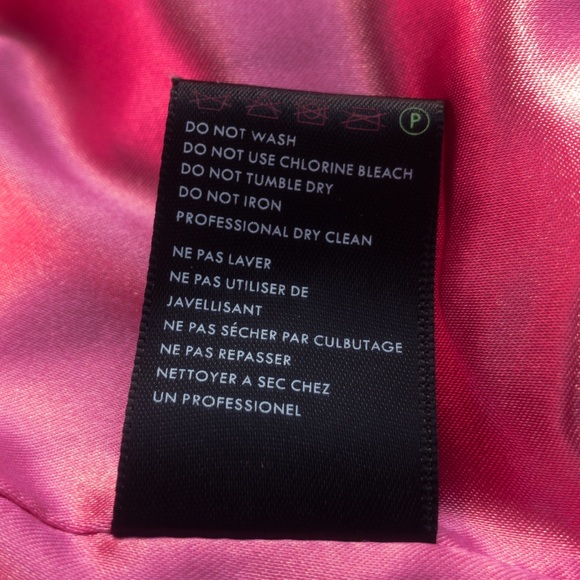 P
DO NOT WASH
DO NOT USE CHLORINE BLEACH
DO NOT TUMBLE DRY
DO NOT IRON
PROFESSIONAL DRY CLEAN
NE PAS LAVER
NE PAS UTILISER DE
JAVELLISANT
NE PAS SÉCHER PAR CULBUTAGE
NE PAS REPASSER
NETTOYER A SEC CHEZ
UN PROFESSIONEL